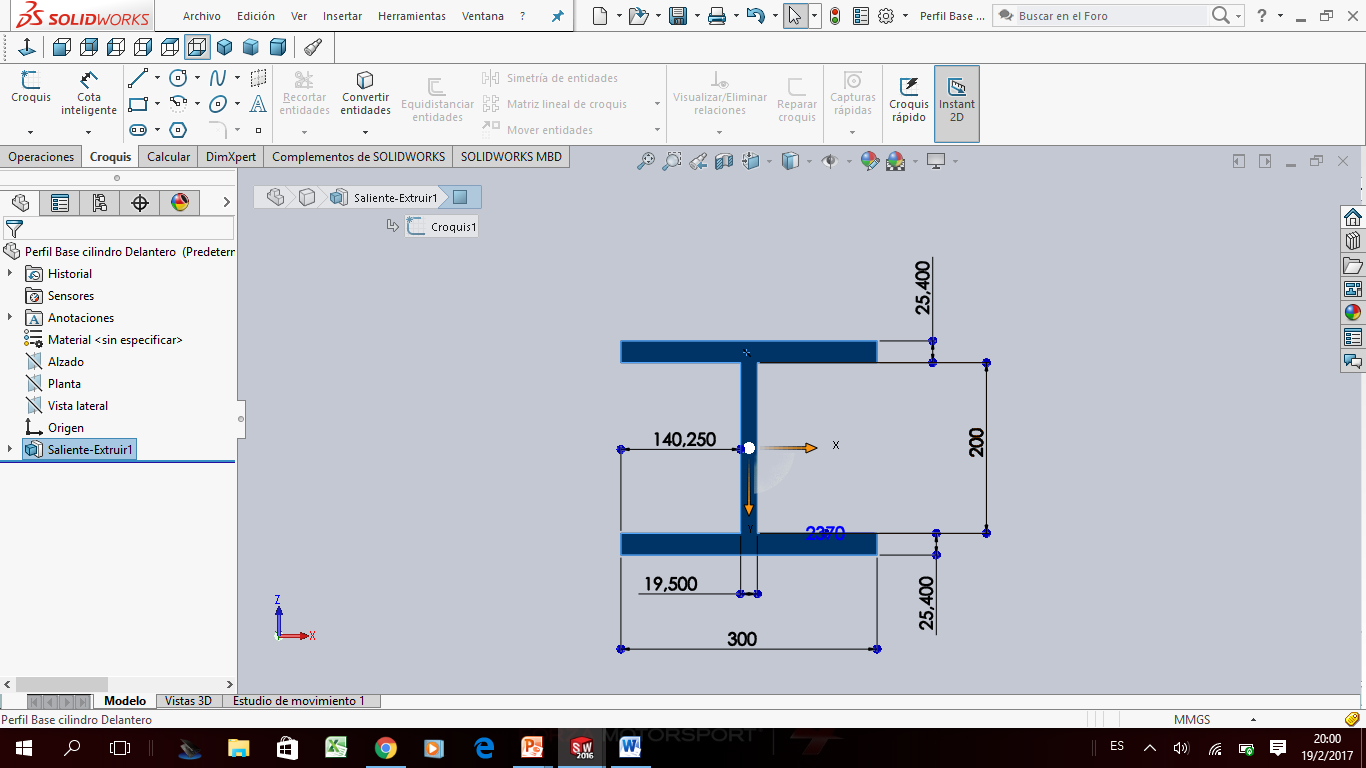 SOLIDWORKS Archivo Edición Ver Insertar Herramientas Ventana ? Perfil Base ... Buscar en el Foro ?
Croquis Cota inteligente Recortar entidades Convertir entidades Equidistanciar entidades Simetría de entidades Matriz lineal de croquis Mover entidades Visualizar/Eliminar relaciones Reparar croquis Capturas rápidas Croquis rápido Instant 2D
Operaciones Croquis Calcular DimXpert Complementos de SOLIDWORKS SOLIDWORKS MBD
Saliente-Extruir1
Croquis1
Perfil Base cilindro Delantero (Predeterm
Historial
Sensores
Anotaciones
Material <sin especificar>
Alzado
Planta
Vista lateral
Origen
Saliente-Extruir1
25,400
140,250
X
200
Y
2370
19,500
25,400
300
Z
X
Modelo Vistas 3D Estudio de movimiento 1
Perfil Base cilindro Delantero MMGS
MOTORSPORT
SW 2016
ES 20:00
19/2/2017